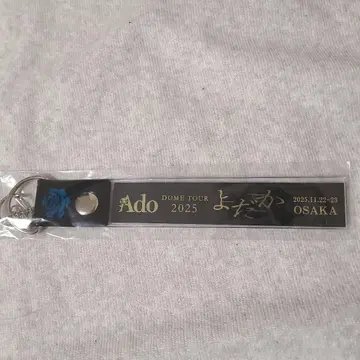 Ado
DOME TOUR
2025
よだか
2025.11.22-23
OSAKA